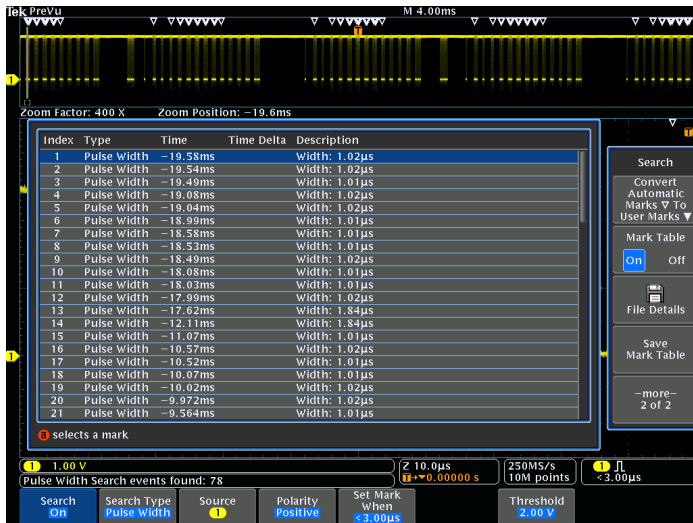 Tek PreVu M 4.00ms
T
1
Zoom Factor: 400 X Zoom Position: −19.6ms
Index Type Time Time Delta Description
1 Pulse Width −19.58ms Width: 1.02µs
2 Pulse Width −19.54ms Width: 1.02µs
3 Pulse Width −19.49ms Width: 1.01µs
4 Pulse Width −19.08ms Width: 1.02µs
5 Pulse Width −19.04ms Width: 1.02µs
6 Pulse Width −18.99ms Width: 1.01µs
7 Pulse Width −18.58ms Width: 1.01µs
8 Pulse Width −18.53ms Width: 1.01µs
9 Pulse Width −18.49ms Width: 1.02µs
10 Pulse Width −18.08ms Width: 1.01µs
11 Pulse Width −18.03ms Width: 1.01µs
12 Pulse Width −17.99ms Width: 1.02µs
13 Pulse Width −17.62ms Width: 1.84µs
14 Pulse Width −12.11ms Width: 1.84µs
15 Pulse Width −11.07ms Width: 1.01µs
16 Pulse Width −10.57ms Width: 1.02µs
17 Pulse Width −10.52ms Width: 1.01µs
18 Pulse Width −10.07ms Width: 1.01µs
19 Pulse Width −10.02ms Width: 1.02µs
20 Pulse Width −9.972ms Width: 1.02µs
21 Pulse Width −9.564ms Width: 1.01µs
a selects a mark
T
Search
Convert
Automatic
Marks ▽ To
User Marks ▼
Mark Table
On Off
File Details
Save
Mark Table
−more−
2 of 2
1
1 1.00 V
Pulse Width Search events found: 78
Z 10.0µs
T→▼0.00000 s
250MS/s
10M points
1
<3.00µs
Search
On
Search Type
Pulse Width
Source
1
Polarity
Positive
Set Mark
When
<3.00µs
Threshold
2.00 V